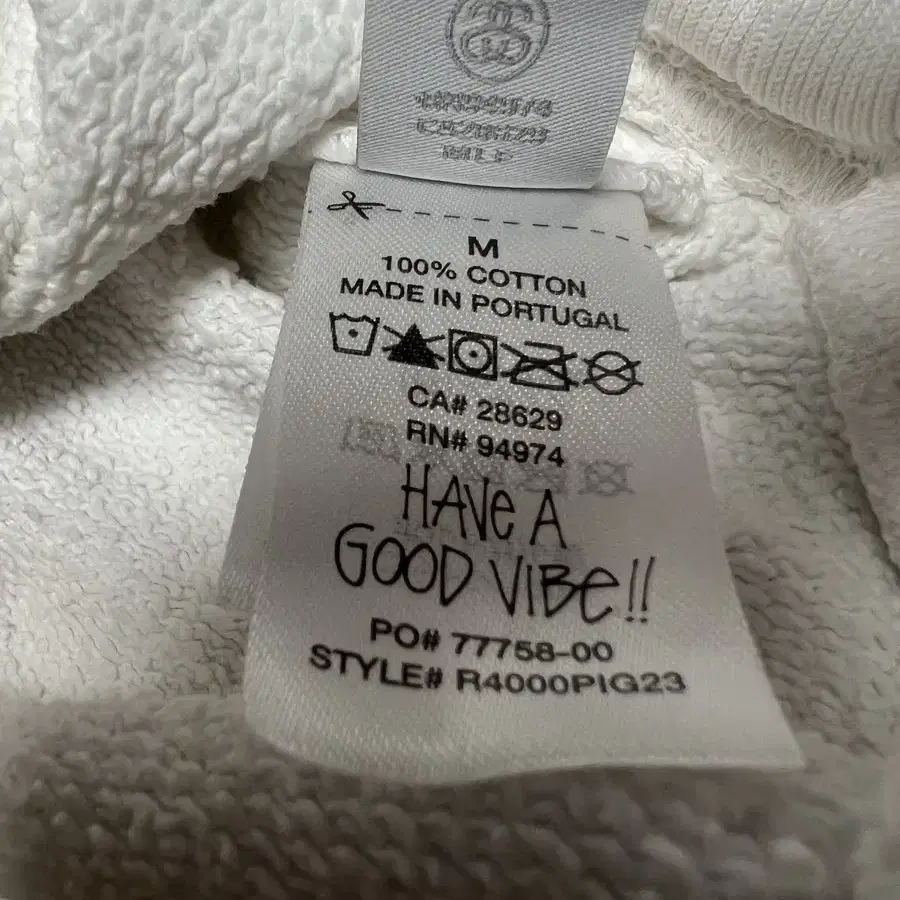 M
100% COTTON
MADE IN PORTUGAL
CA# 28629
RN# 94974
HAVE A
GOOD VIBE!!
PO# 77758-00
STYLE# R4000PIG23